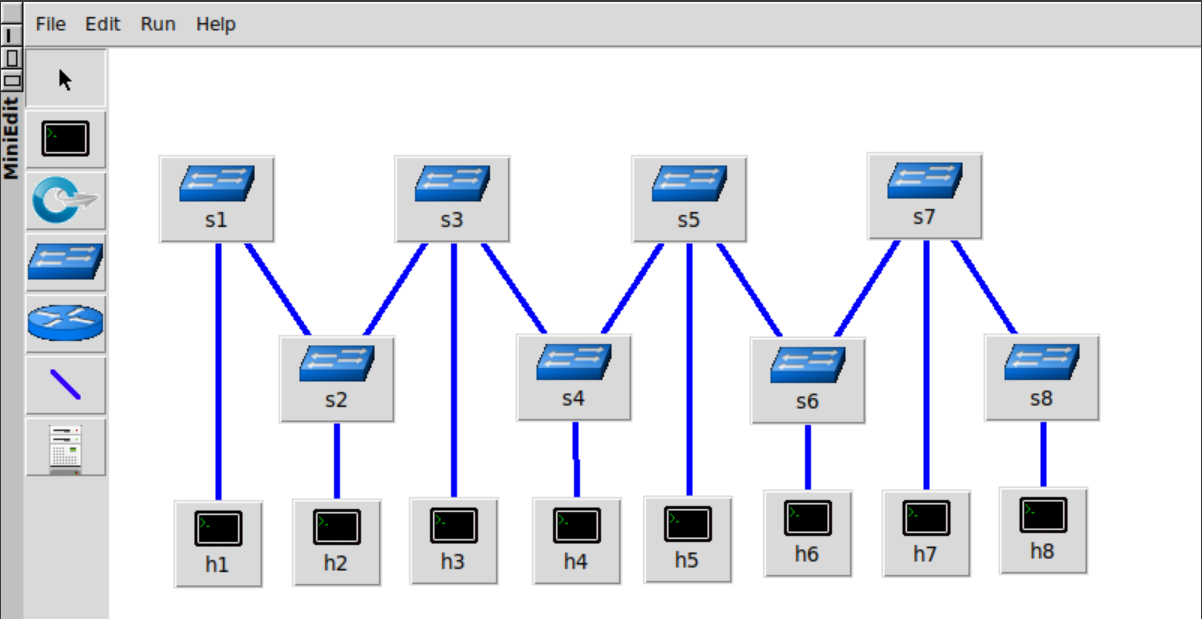 MiniEdit
File Edit Run Help
s1 s3 s5 s7
s2 s4 s6 s8
h1 h2 h3 h4 h5 h6 h7 h8